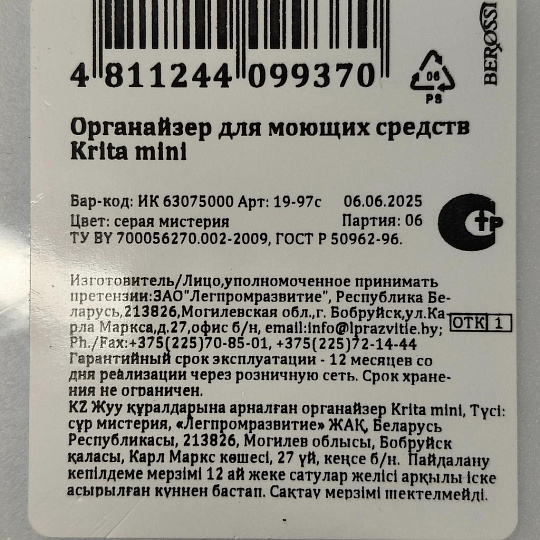 4 811244 099370
06
PS
BEROSSI
Органайзер для моющих средств
Krita mini
Бар-код: ИК 63075000 Арт: 19-97с 06.06.2025
Цвет: серая мистерия Партия: 06
ТУ BY 700056270.002-2009, ГОСТ Р 50962-96.
Изготовитель/Лицо,уполномоченное принимать
претензии:ЗАО"Легпромразвитие", Республика Бе-
ларусь,213826,Могилевская обл.,г. Бобруйск,ул.Ка-
рла Маркса,д.27,офис б/н, email:info@lprazvitie.by;
ОТК 1
Ph./Fax:+375(225)70-85-01, +375(225)72-14-44
Гарантийный срок эксплуатации - 12 месяцев со
дня реализации через розничную сеть. Срок хране-
ния не ограничен.
KZ Жуу құралдарына арналған органайзер Krita mini, Түсі:
сұр мистерия, «Легпромразвитие» ЖАҚ, Беларусь
Республикасы, 213826, Могилев облысы, Бобруйск
қаласы, Карл Маркс көшесі, 27 үй, кеңсе б/н. Пайдалану
кепілдеме мерзімі 12 ай жеке сатулар желісі арқылы іске
асырылған күннен бастап. Сақтау мерзімі шектелмейді.